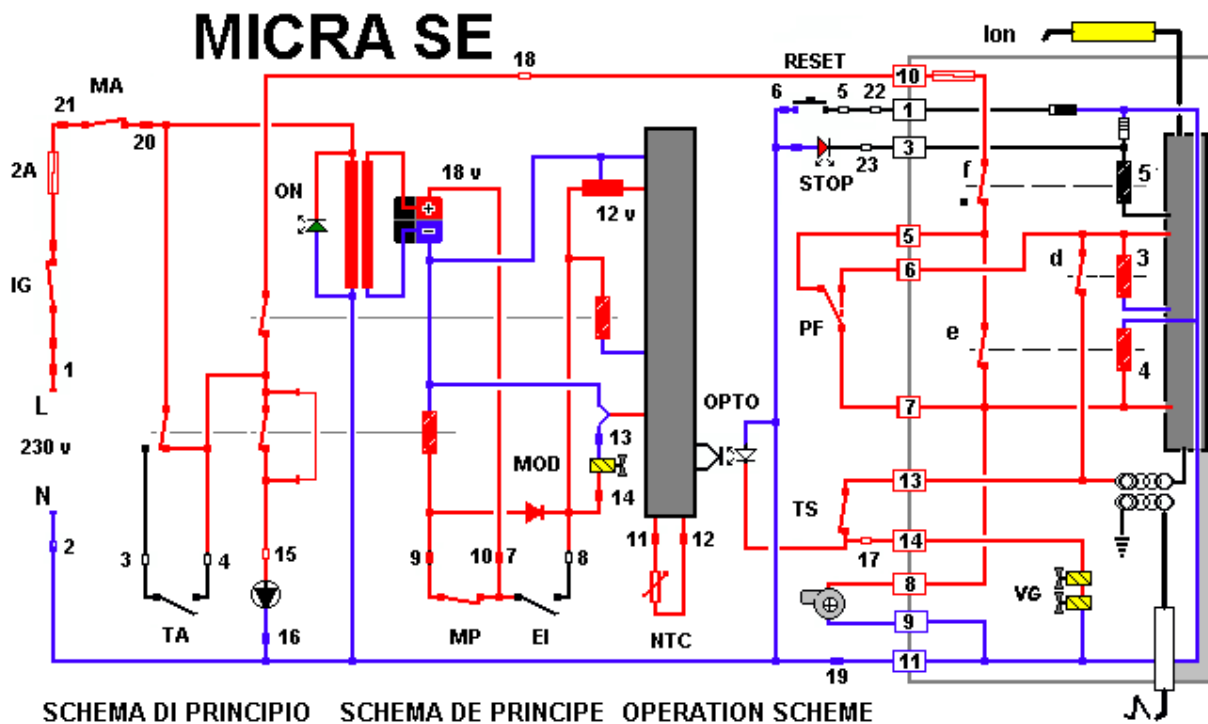 MICRA SE
Ion
18
RESET
10
MA
6 5 22
21
1
20
2A
ON
18 v
3
23
STOP
f
5
12 v
5
6
d
3
IG
PF
e
4
1
7
L
OPTO
230 v
13
MOD
13
N
14
TS
11 12
14
2
3 4 15 9 10 7 8
17
8
VG
9
TA
16
MP
EI
NTC
11
19
SCHEMA DI PRINCIPIO SCHEMA DE PRINCIPE OPERATION SCHEME
+
−